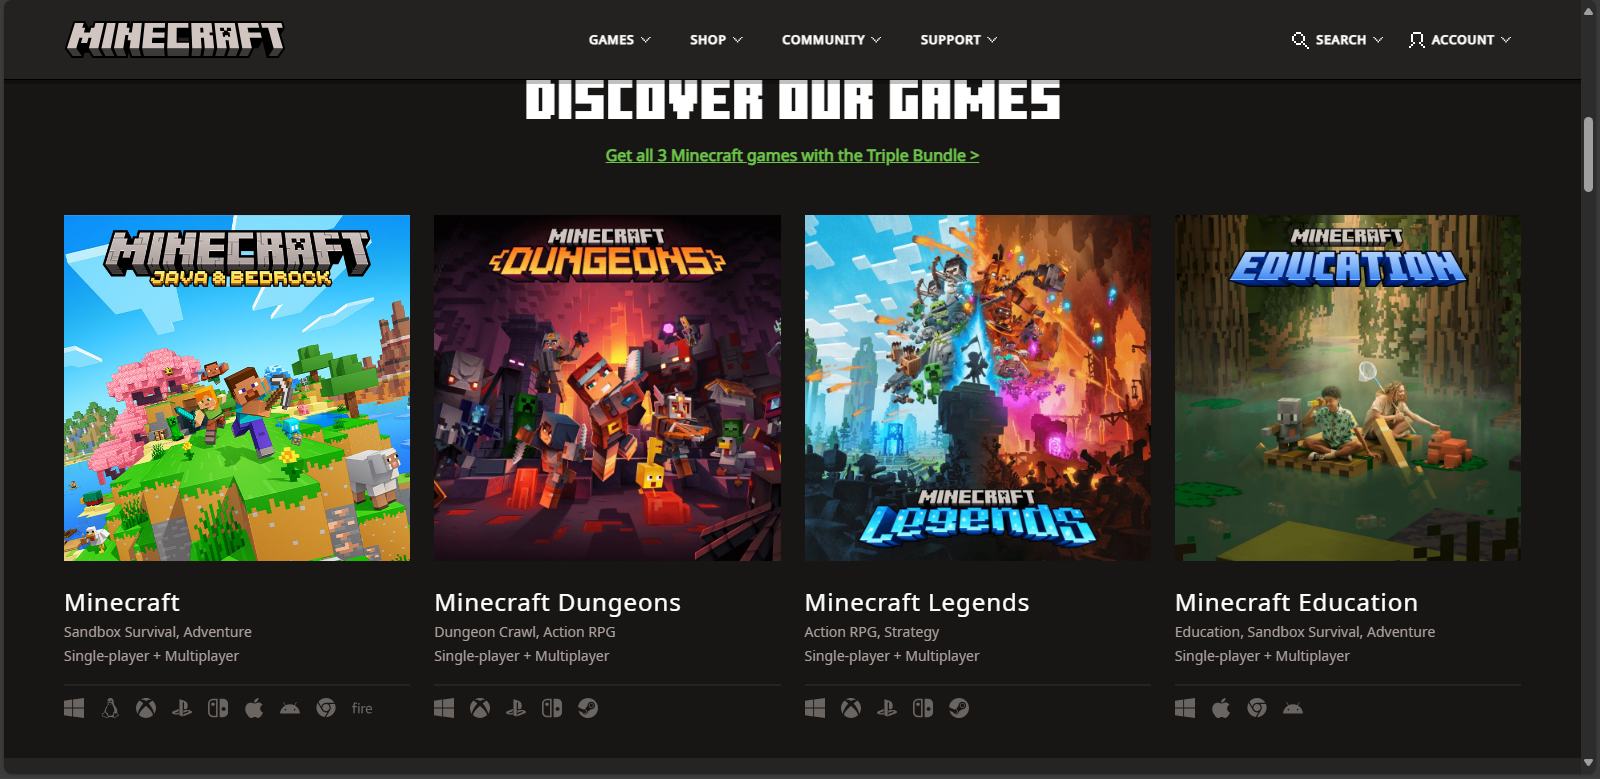 MINECRAFT
GAMES
SHOP
COMMUNITY
SUPPORT
SEARCH
ACCOUNT
DISCOVER OUR GAMES
Get all 3 Minecraft games with the Triple Bundle >
MINECRAFT
JAVA & BEDROCK
MINECRAFT
DUNGEONS
MINECRAFT
Legends
MINECRAFT
EDUCATION
Minecraft
Sandbox Survival, Adventure
Single-player + Multiplayer
fire
Minecraft Dungeons
Dungeon Crawl, Action RPG
Single-player + Multiplayer
Minecraft Legends
Action RPG, Strategy
Single-player + Multiplayer
Minecraft Education
Education, Sandbox Survival, Adventure
Single-player + Multiplayer